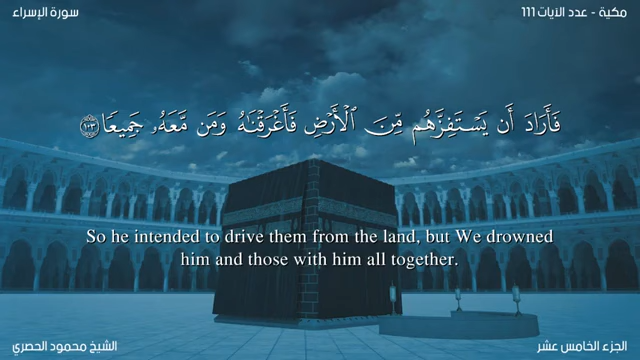 مكية - عدد الآيات 111
سورة الإسراء
فَأَرَادَ أَن يَسْتَفِزَّهُم مِّنَ ٱلْأَرْضِ فَأَغْرَقْنَٰهُ وَمَن مَّعَهُۥ جَمِيعًا ١٠٣
So he intended to drive them from the land, but We drowned
him and those with him all together.
الجزء الخامس عشر
الشيخ محمود الحصري